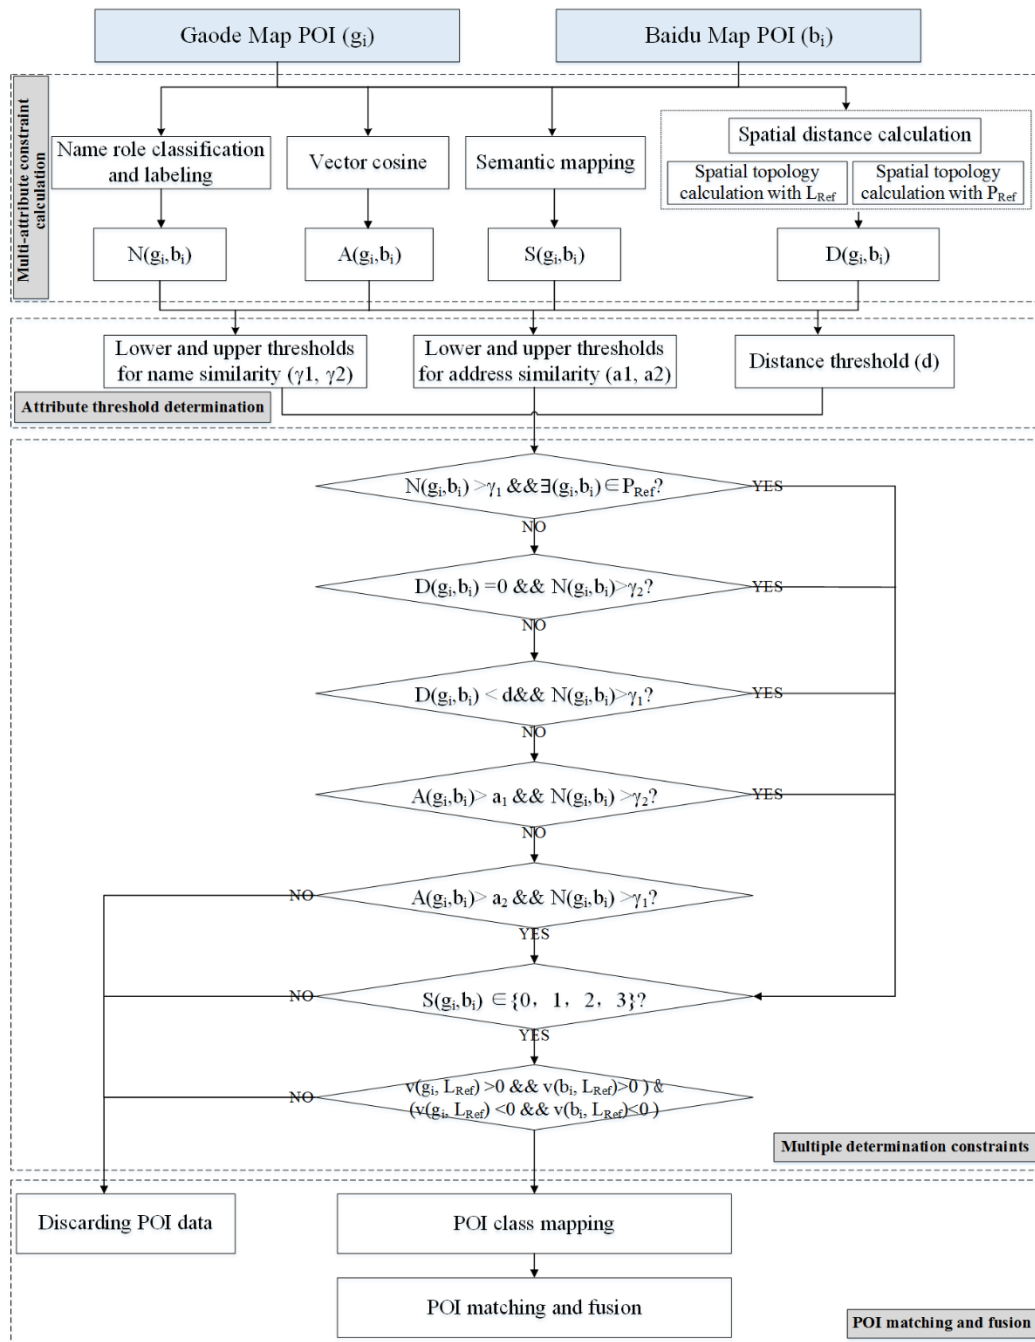 Gaode Map POI (gᵢ)
Baidu Map POI (bᵢ)
Multi-attribute constraint
calculation
Name role classification
and labeling
Vector cosine
Semantic mapping
Spatial distance calculation
Spatial topology
calculation with L_Ref
Spatial topology
calculation with P_Ref
N(gᵢ,bᵢ)
A(gᵢ,bᵢ)
S(gᵢ,bᵢ)
D(gᵢ,bᵢ)
Lower and upper thresholds
for name similarity (γ1, γ2)
Lower and upper thresholds
for address similarity (a1, a2)
Distance threshold (d)
Attribute threshold determination
N(gᵢ,bᵢ) >γ₁ &&∃(gᵢ,bᵢ)∈P_Ref?
YES
NO
D(gᵢ,bᵢ) =0 && N(gᵢ,bᵢ)>γ₂?
YES
NO
D(gᵢ,bᵢ) < d&& N(gᵢ,bᵢ)>γ₁?
YES
NO
A(gᵢ,bᵢ)> a₁ && N(gᵢ,bᵢ) >γ₂?
YES
NO
NO
A(gᵢ,bᵢ)> a₂ && N(gᵢ,bᵢ) >γ₁?
YES
NO
S(gᵢ,bᵢ) ∈{0, 1, 2, 3}?
YES
NO
v(gᵢ, L_Ref) >0 && v(bᵢ, L_Ref)>0 ) &
(v(gᵢ, L_Ref) <0 && v(bᵢ, L_Ref)<0 )
Multiple determination constraints
Discarding POI data
POI class mapping
POI matching and fusion
POI matching and fusion